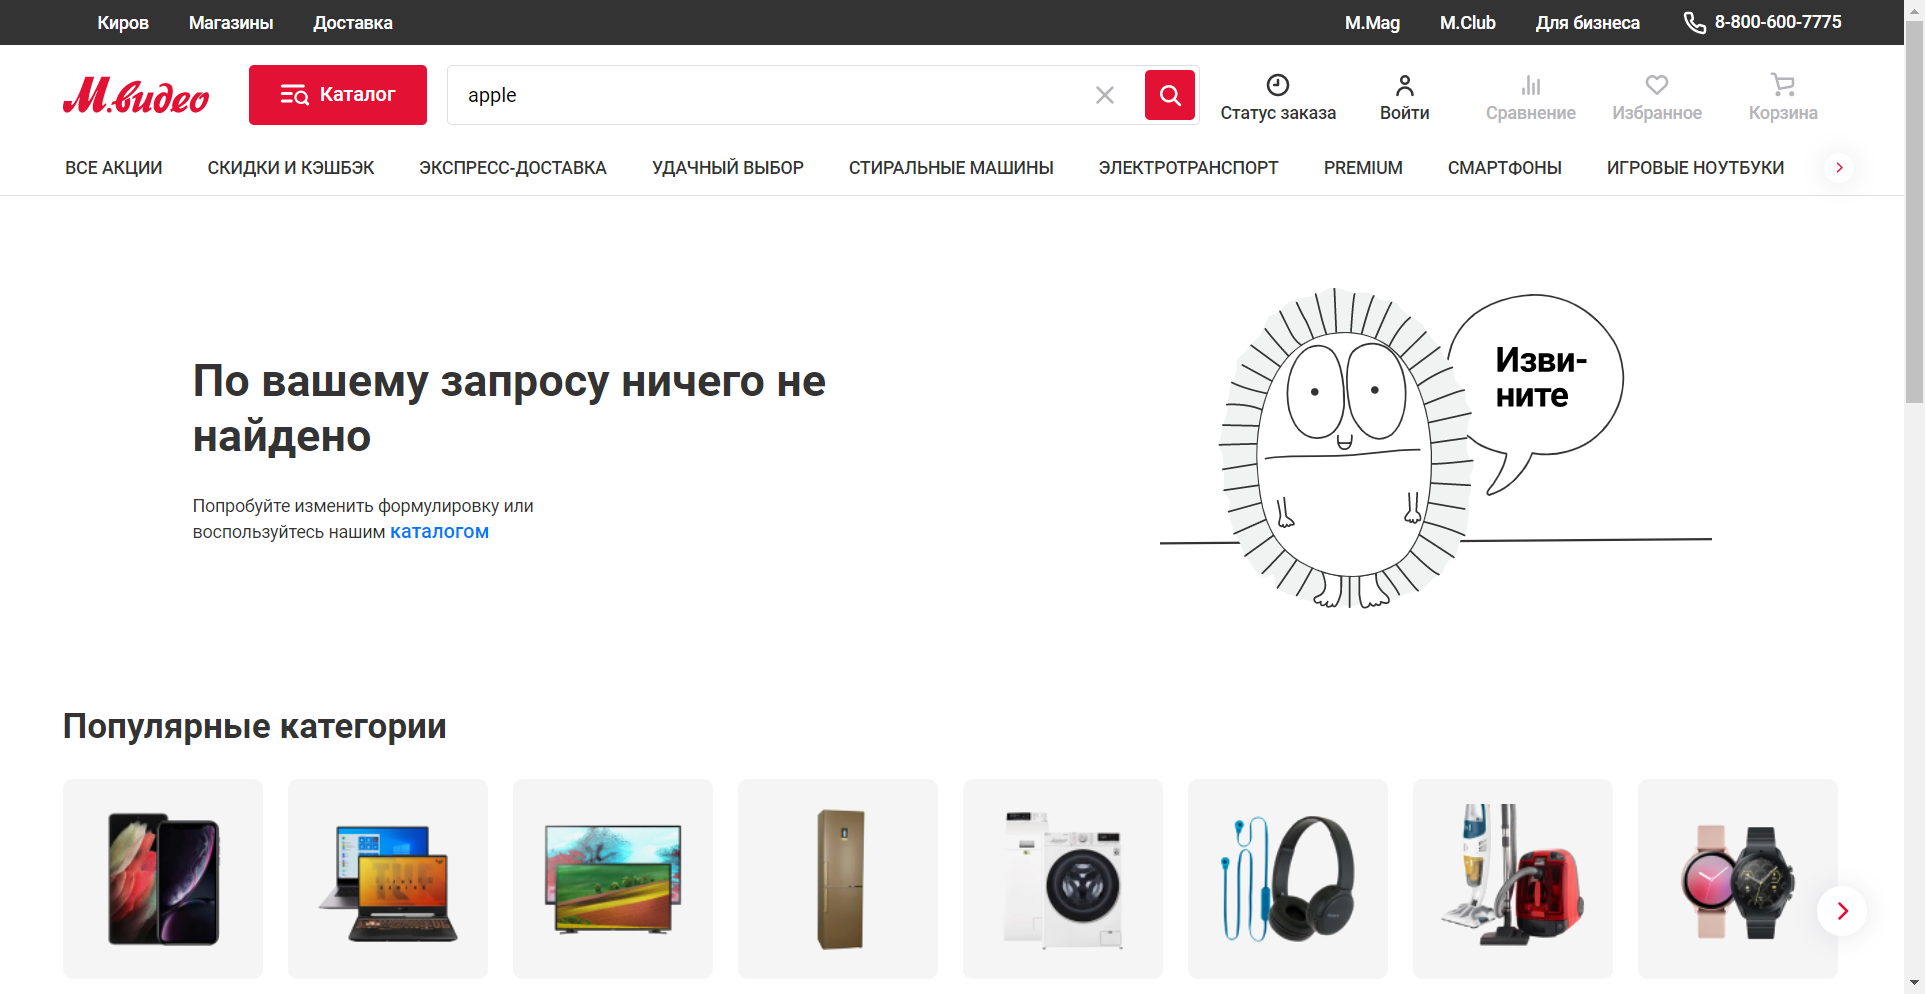 Киров Магазины Доставка M.Mag M.Club Для бизнеса 8-800-600-7775
М.видео Каталог apple Статус заказа Войти Сравнение Избранное Корзина
ВСЕ АКЦИИ СКИДКИ И КЭШБЭК ЭКСПРЕСС-ДОСТАВКА УДАЧНЫЙ ВЫБОР СТИРАЛЬНЫЕ МАШИНЫ ЭЛЕКТРОТРАНСПОРТ PREMIUM СМАРТФОНЫ ИГРОВЫЕ НОУТБУКИ
По вашему запросу ничего не
найдено
Попробуйте изменить формулировку или
воспользуйтесь нашим каталогом
Изви-
ните
Популярные категории